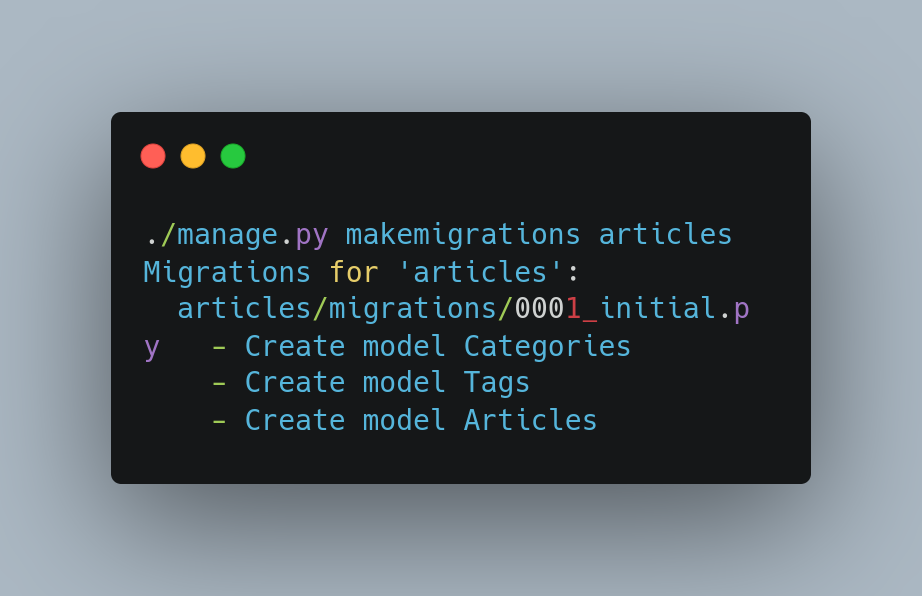 ./manage.py makemigrations articles
Migrations for 'articles':
  articles/migrations/0001_initial.p
y   - Create model Categories
    - Create model Tags
    - Create model Articles